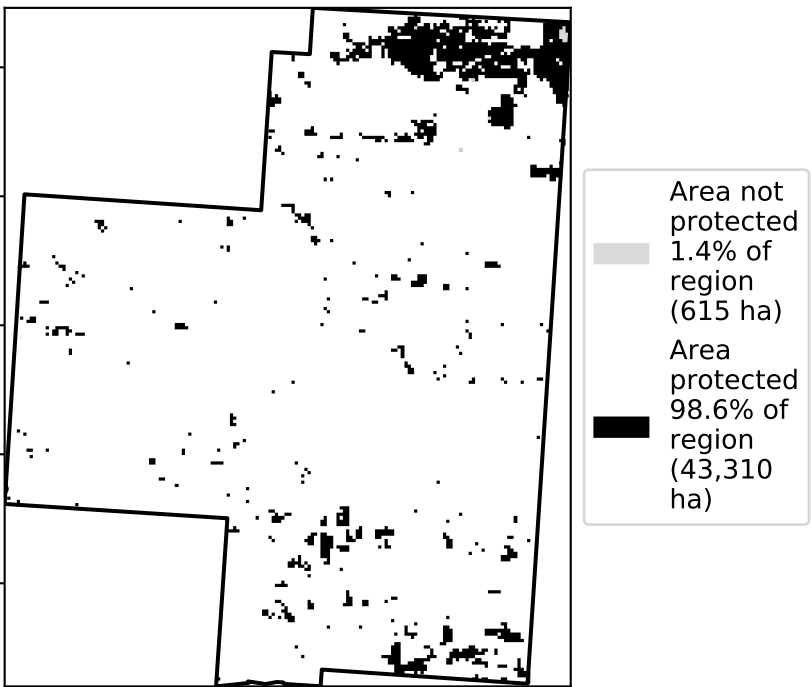 Area not
protected
1.4% of
region
(615 ha)
Area
protected
98.6% of
region
(43,310
ha)